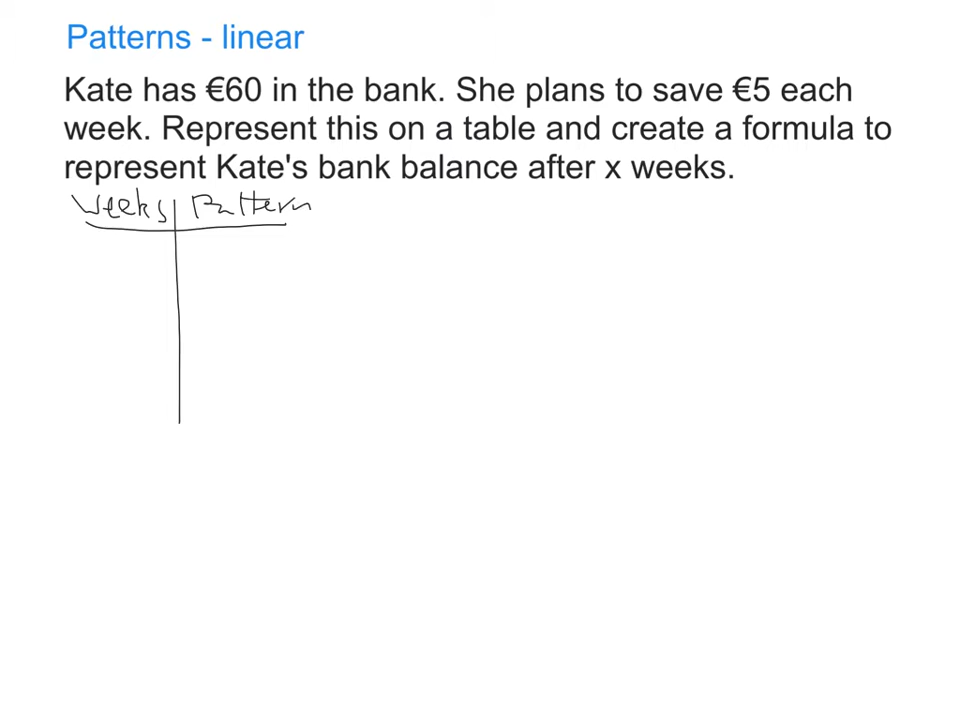 Patterns - linear
Kate has €60 in the bank. She plans to save €5 each
week. Represent this on a table and create a formula to
represent Kate's bank balance after x weeks.
Weeks Pattern